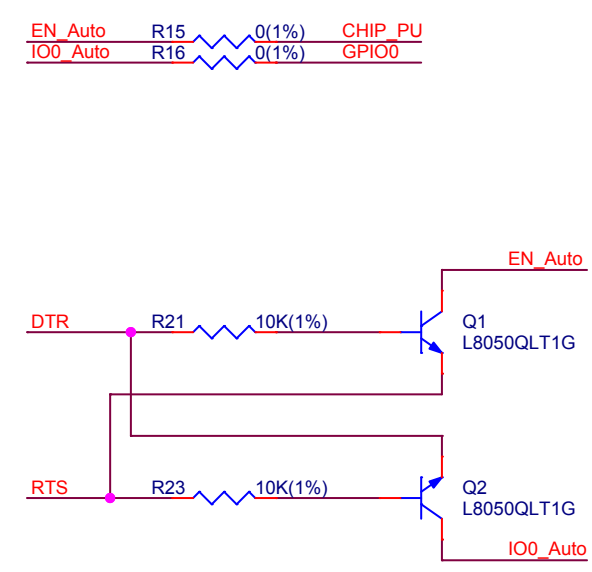 EN_Auto R15 0(1%) CHIP_PU
IO0_Auto R16 0(1%) GPIO0
EN_Auto
DTR R21 10K(1%) Q1
L8050QLT1G
RTS R23 10K(1%) Q2
L8050QLT1G
IO0_Auto